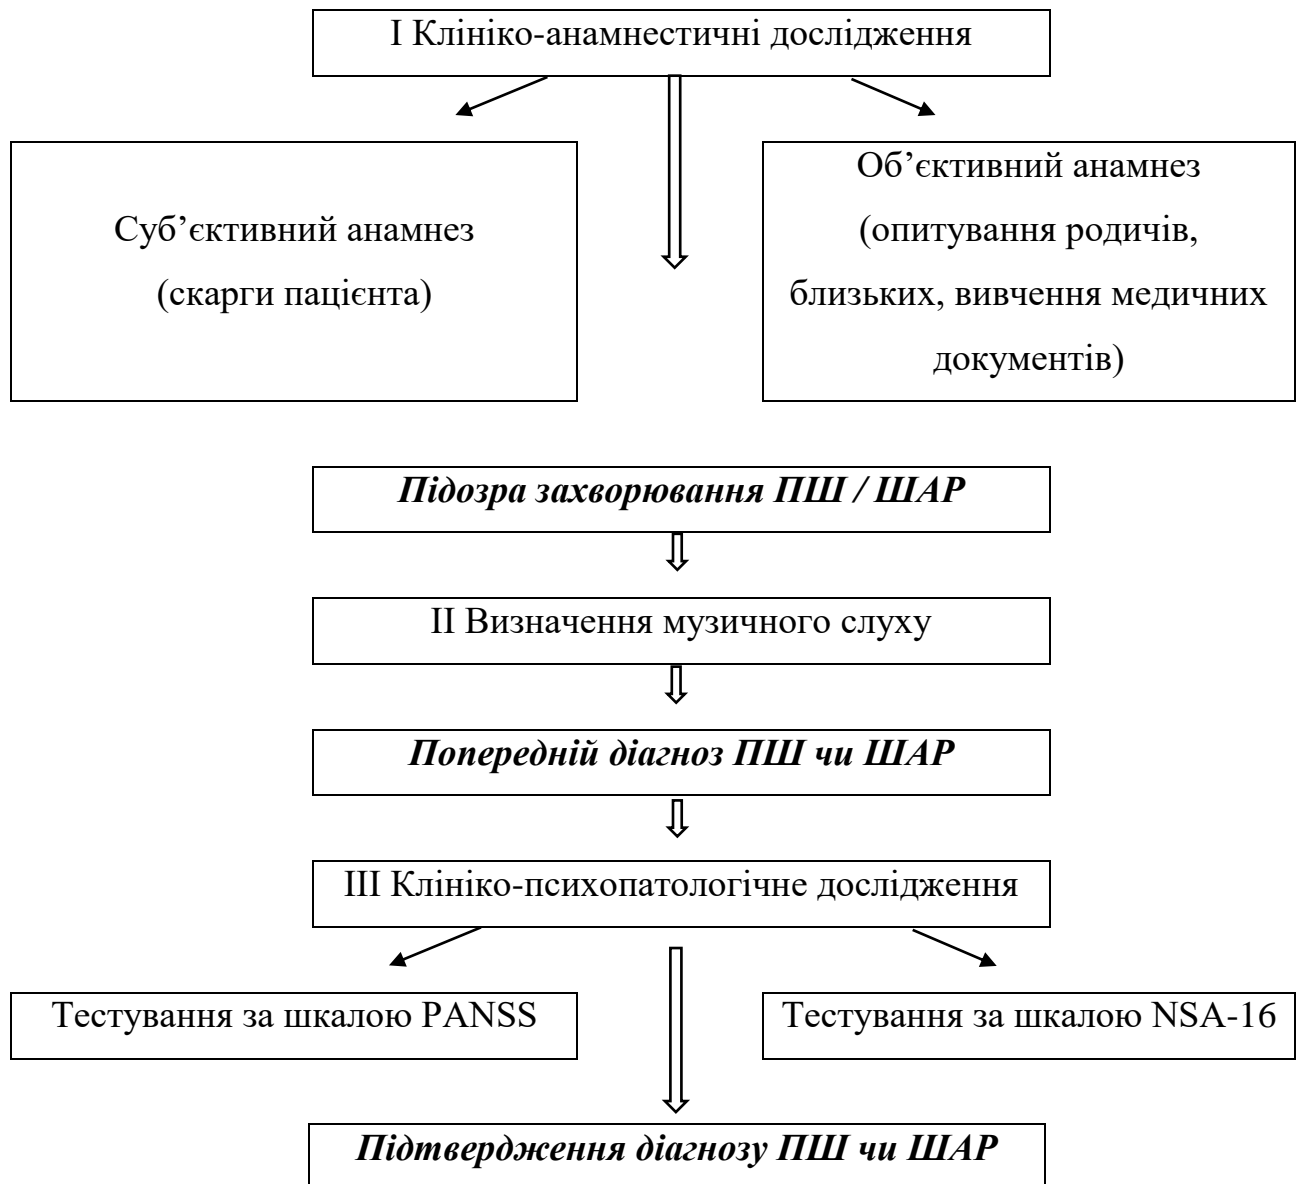 І Клініко-анамнестичні дослідження
Суб’єктивний анамнез
(скарги пацієнта)
Об’єктивний анамнез
(опитування родичів,
близьких, вивчення медичних
документів)
Підозра захворювання ПШ / ШАР
ІІ Визначення музичного слуху
Попередній діагноз ПШ чи ШАР
ІІІ Клініко-психопатологічне дослідження
Тестування за шкалою PANSS
Тестування за шкалою NSA-16
Підтвердження діагнозу ПШ чи ШАР